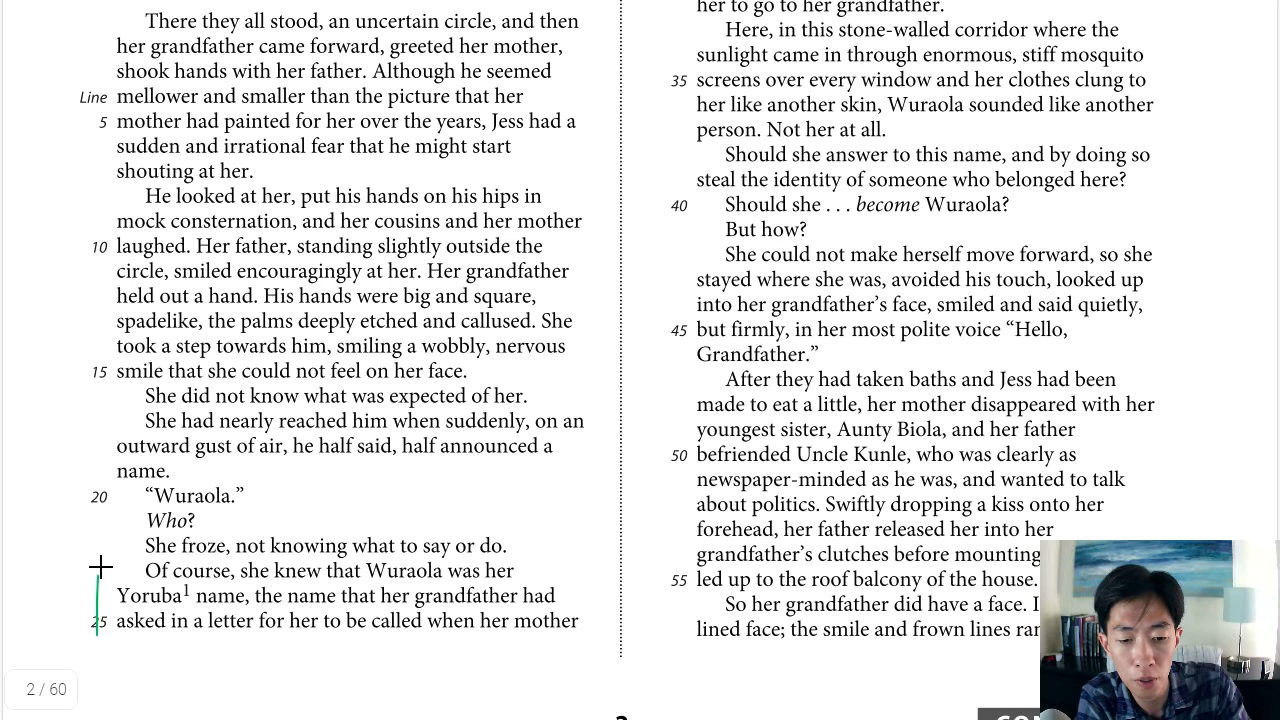 There they all stood, an uncertain circle, and then
her grandfather came forward, greeted her mother,
shook hands with her father. Although he seemed
Line mellower and smaller than the picture that her
5 mother had painted for her over the years, Jess had a
sudden and irrational fear that he might start
shouting at her.
He looked at her, put his hands on his hips in
mock consternation, and her cousins and her mother
10 laughed. Her father, standing slightly outside the
circle, smiled encouragingly at her. Her grandfather
held out a hand. His hands were big and square,
spadelike, the palms deeply etched and callused. She
took a step towards him, smiling a wobbly, nervous
15 smile that she could not feel on her face.
She did not know what was expected of her.
She had nearly reached him when suddenly, on an
outward gust of air, he half said, half announced a
name.
20 “Wuraola.”
Who?
She froze, not knowing what to say or do.
Of course, she knew that Wuraola was her
Yoruba1 name, the name that her grandfather had
25 asked in a letter for her to be called when her mother
her to go to her grandfather.
Here, in this stone-walled corridor where the
sunlight came in through enormous, stiff mosquito
35 screens over every window and her clothes clung to
her like another skin, Wuraola sounded like another
person. Not her at all.
Should she answer to this name, and by doing so
steal the identity of someone who belonged here?
40 Should she . . . become Wuraola?
But how?
She could not make herself move forward, so she
stayed where she was, avoided his touch, looked up
into her grandfather’s face, smiled and said quietly,
45 but firmly, in her most polite voice “Hello,
Grandfather.”
After they had taken baths and Jess had been
made to eat a little, her mother disappeared with her
youngest sister, Aunty Biola, and her father
50 befriended Uncle Kunle, who was clearly as
newspaper-minded as he was, and wanted to talk
about politics. Swiftly dropping a kiss onto her
forehead, her father released her into her
grandfather’s clutches before mounting
55 led up to the roof balcony of the house.
So her grandfather did have a face. I
lined face; the smile and frown lines
2 / 60